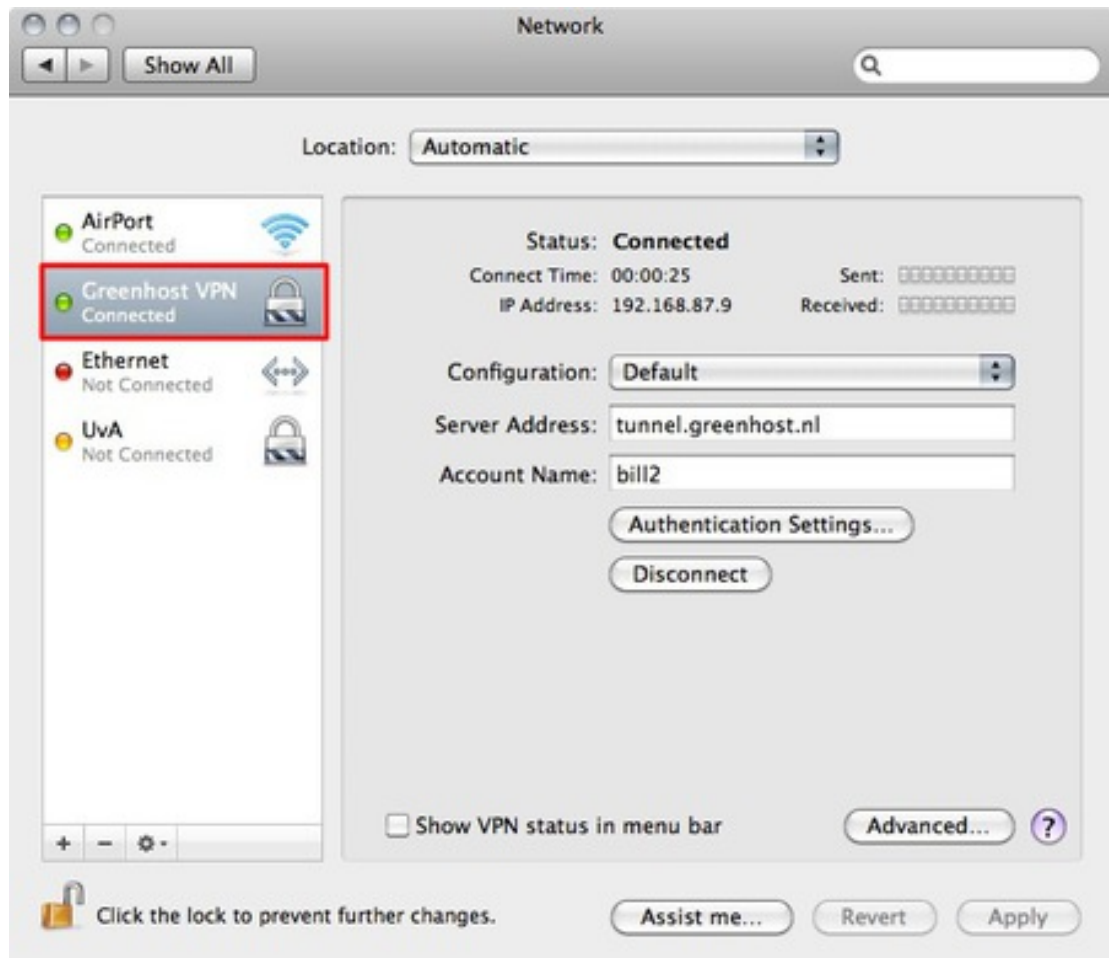 Network
Show All
Location: Automatic
AirPort
Connected
Greenhost VPN
Connected
Ethernet
Not Connected
UvA
Not Connected
Status: Connected
Connect Time: 00:00:25 Sent:
IP Address: 192.168.87.9 Received:
Configuration: Default
Server Address: tunnel.greenhost.nl
Account Name: bill2
Authentication Settings...
Disconnect
Show VPN status in menu bar
Advanced... ?
Click the lock to prevent further changes.
Assist me... Revert Apply